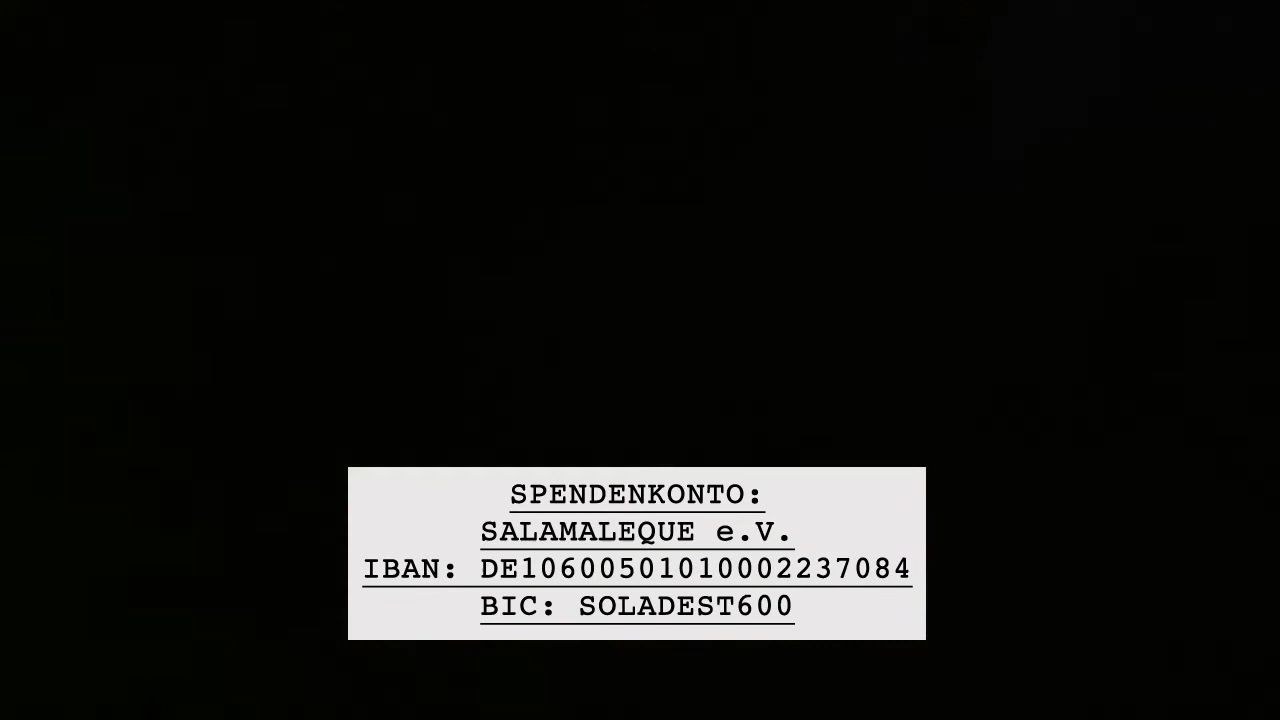 SPENDENKONTO:
SALAMALEQUE e.V.
IBAN: DE10600501010002237084
BIC: SOLADEST600